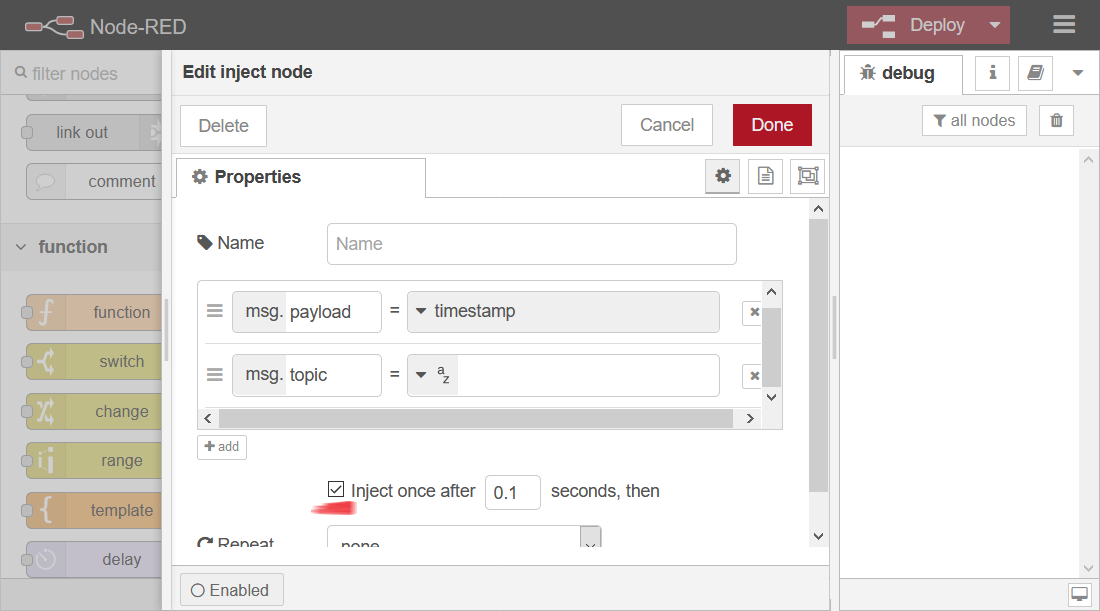 Node-RED
Deploy
filter nodes
link out
comment
function
function
switch
change
range
template
delay
Edit inject node
Delete
Cancel
Done
Properties
Name
Name
msg. payload = timestamp
msg. topic = a z
add
Inject once after 0.1 seconds, then
Repeat
none
Enabled
debug
i
all nodes